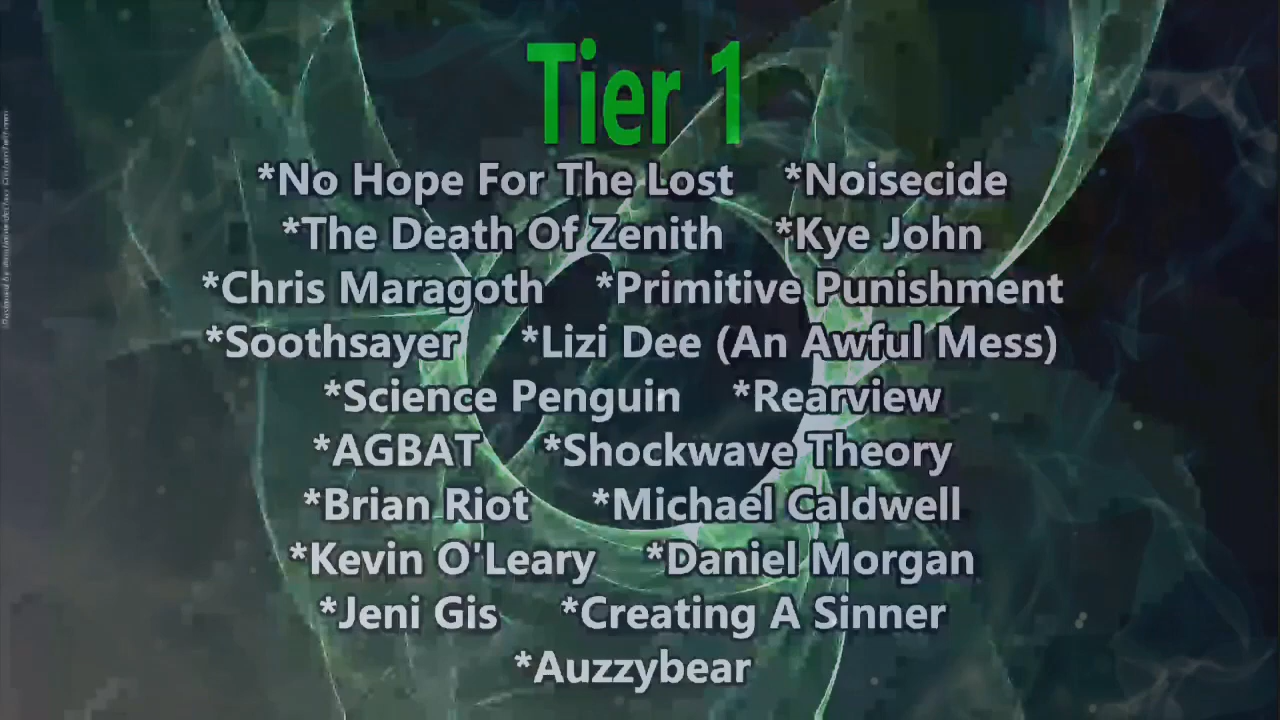 Tier 1
*No Hope For The Lost *Noisecide
*The Death Of Zenith *Kye John
*Chris Maragoth *Primitive Punishment
*Soothsayer *Lizi Dee (An Awful Mess)
*Science Penguin *Rearview
*AGBAT *Shockwave Theory
*Brian Riot *Michael Caldwell
*Kevin O'Leary *Daniel Morgan
*Jeni Gis *Creating A Sinner
*Auzzybear